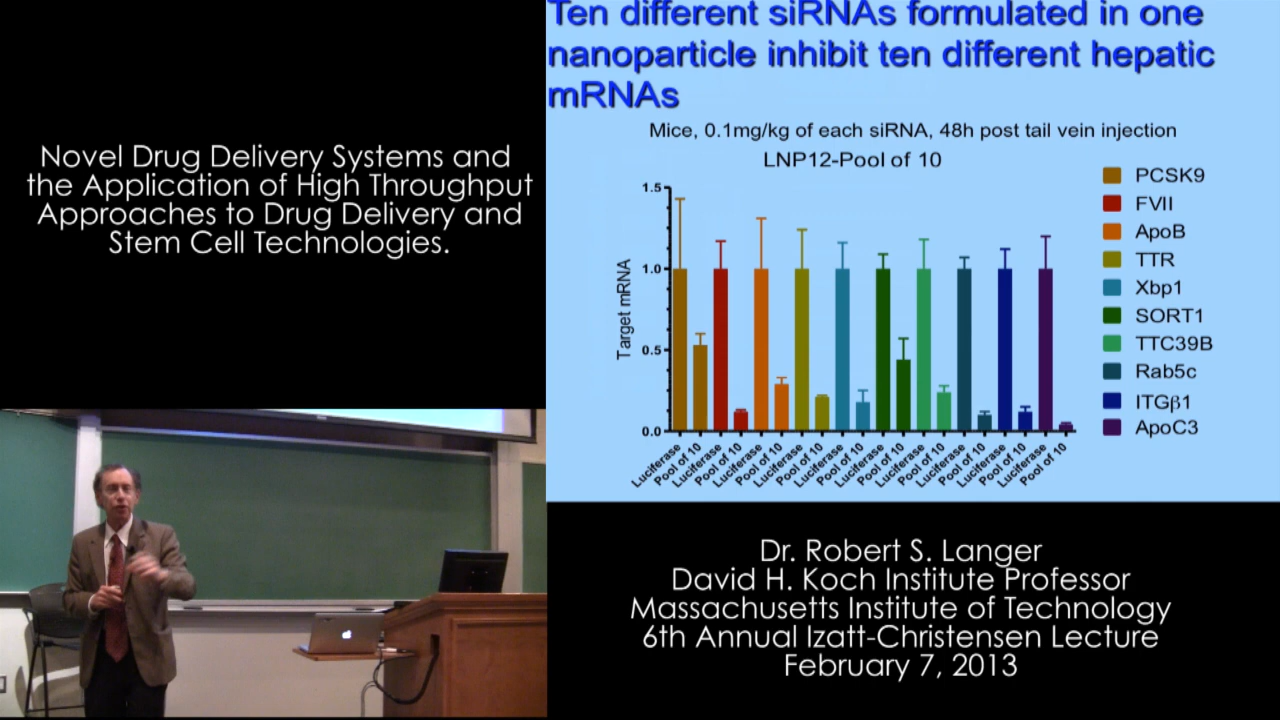 Novel Drug Delivery Systems and
the Application of High Throughput
Approaches to Drug Delivery and
Stem Cell Technologies.
Ten different siRNAs formulated in one
nanoparticle inhibit ten different hepatic
mRNAs
Mice, 0.1mg/kg of each siRNA, 48h post tail vein injection
LNP12-Pool of 10
Target mRNA
1.5
1.0
0.5
0.0
Luciferase
Pool of 10
Luciferase
Pool of 10
Luciferase
Pool of 10
Luciferase
Pool of 10
Luciferase
Pool of 10
Luciferase
Pool of 10
Luciferase
Pool of 10
Luciferase
Pool of 10
Luciferase
Pool of 10
Luciferase
Pool of 10
PCSK9
FVII
ApoB
TTR
Xbp1
SORT1
TTC39B
Rab5c
ITGβ1
ApoC3
Dr. Robert S. Langer
David H. Koch Institute Professor
Massachusetts Institute of Technology
6th Annual Izatt-Christensen Lecture
February 7, 2013